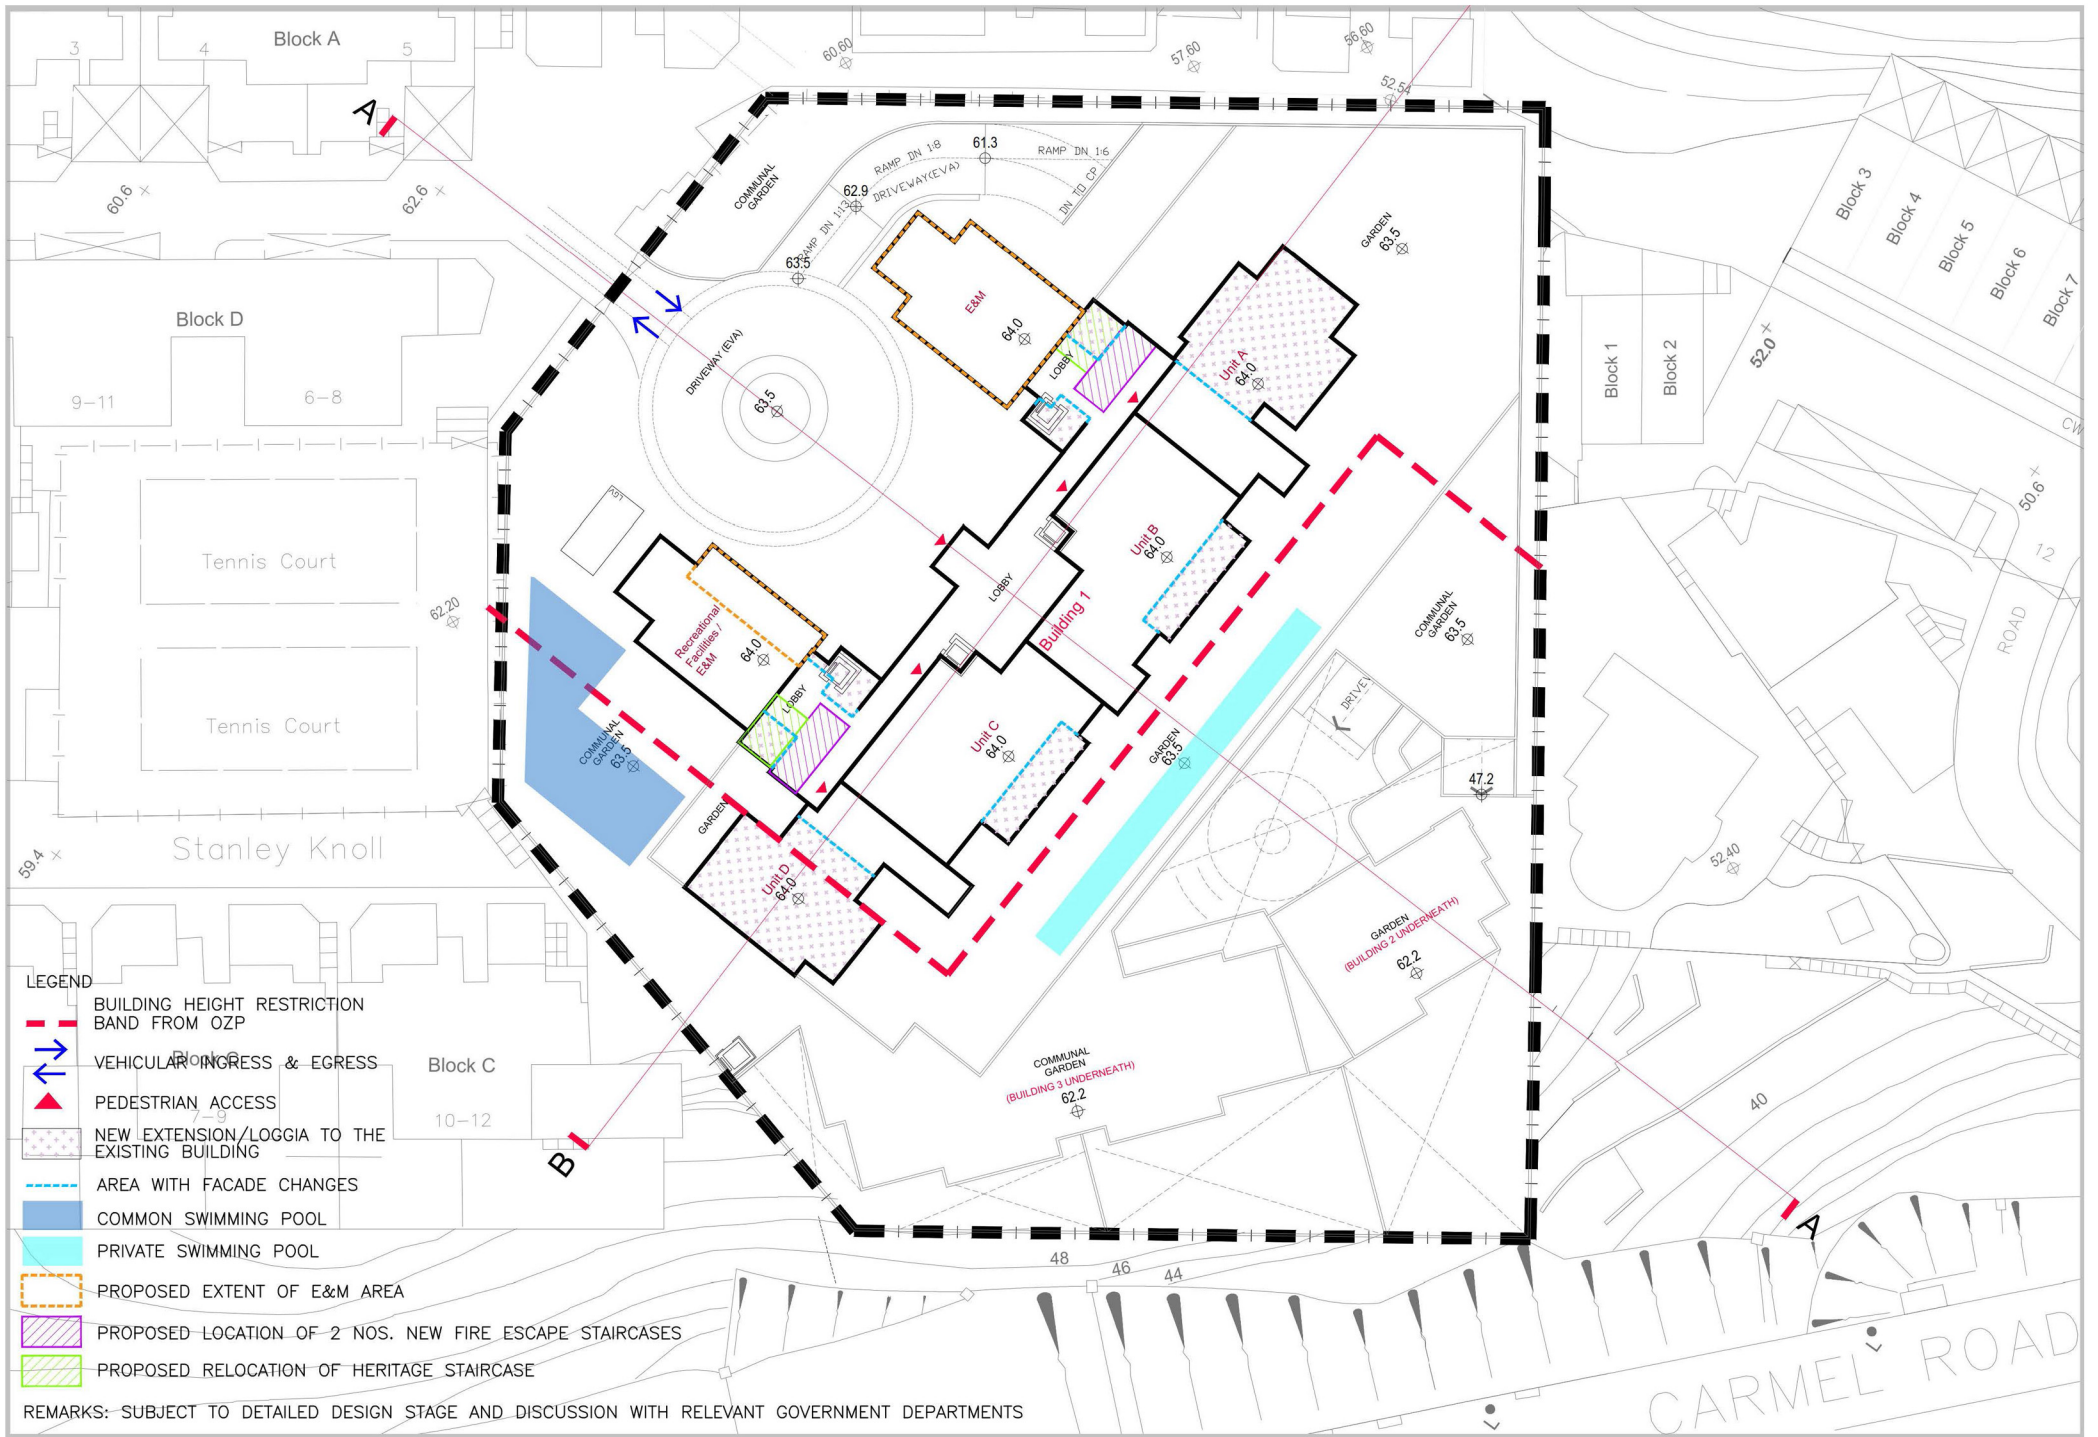 3
4
5
Block A
60.60
57.60
56.60
52.54
A
60.6
62.6
COMMUNAL
GARDEN
RAMP DN 1:8
61.3
RAMP DN 1:6
DRIVEWAY(EVA)
62.9
DN TO CP
RAMP DN 1:13
63.5
GARDEN
63.5
Block 3
Block 4
Block 5
Block 6
Block 7
Block D
9-11
6-8
DRIVEWAY (EVA)
63.5
E&M
64.0
LOBBY
Unit A
64.0
Block 1
Block 2
52.0
CW
50.6
12
ROAD
LGV
Tennis Court
62.20
Tennis Court
Recreational
Facilities /
E&M
64.0
LOBBY
LOBBY
Building 1
Unit B
64.0
COMMUNAL
GARDEN
63.5
COMMUNAL
GARDEN
63.5
Unit C
64.0
GARDEN
63.5
K
DRIVEV
47.2
GARDEN
Unit D
64.0
Stanley Knoll
59.4
52.40
GARDEN
(BUILDING 2 UNDERNEATH)
62.2
COMMUNAL
GARDEN
(BUILDING 3 UNDERNEATH)
62.2
Block C
7-9
Block C
10-12
B
40
A
48
46
44
CARMEL ROAD
L
L
LEGEND
BUILDING HEIGHT RESTRICTION
BAND FROM OZP
VEHICULAR INGRESS & EGRESS
PEDESTRIAN ACCESS
NEW EXTENSION/LOGGIA TO THE
EXISTING BUILDING
AREA WITH FACADE CHANGES
COMMON SWIMMING POOL
PRIVATE SWIMMING POOL
PROPOSED EXTENT OF E&M AREA
PROPOSED LOCATION OF 2 NOS. NEW FIRE ESCAPE STAIRCASES
PROPOSED RELOCATION OF HERITAGE STAIRCASE
REMARKS: SUBJECT TO DETAILED DESIGN STAGE AND DISCUSSION WITH RELEVANT GOVERNMENT DEPARTMENTS